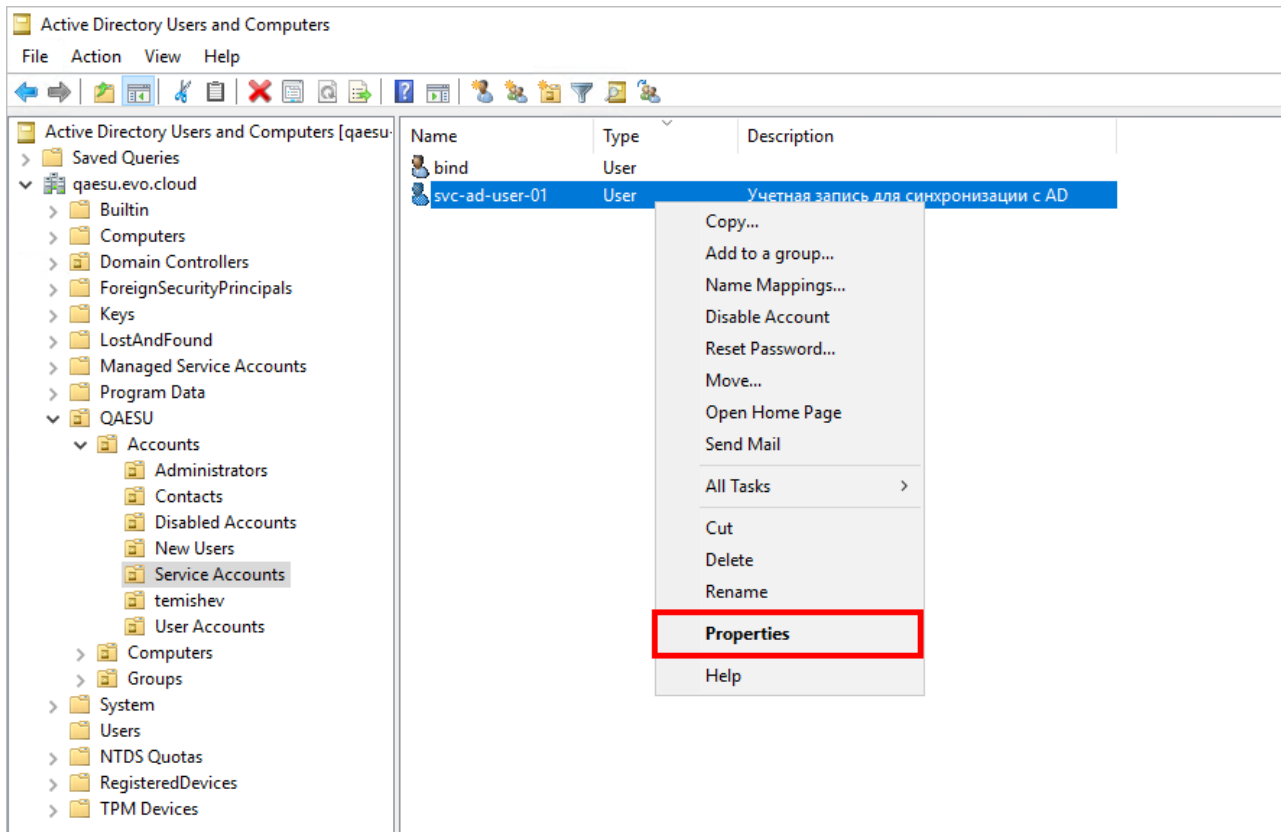 Active Directory Users and Computers
File Action View Help
Active Directory Users and Computers [qaesu-
Saved Queries
qaesu.evo.cloud
Builtin
Computers
Domain Controllers
ForeignSecurityPrincipals
Keys
LostAndFound
Managed Service Accounts
Program Data
QAESU
Accounts
Administrators
Contacts
Disabled Accounts
New Users
Service Accounts
temishev
User Accounts
Computers
Groups
System
Users
NTDS Quotas
RegisteredDevices
TPM Devices
Name Type Description
bind User
svc-ad-user-01 User Учетная запись для синхронизации с AD
Copy...
Add to a group...
Name Mappings...
Disable Account
Reset Password...
Move...
Open Home Page
Send Mail
All Tasks
Cut
Delete
Rename
Properties
Help